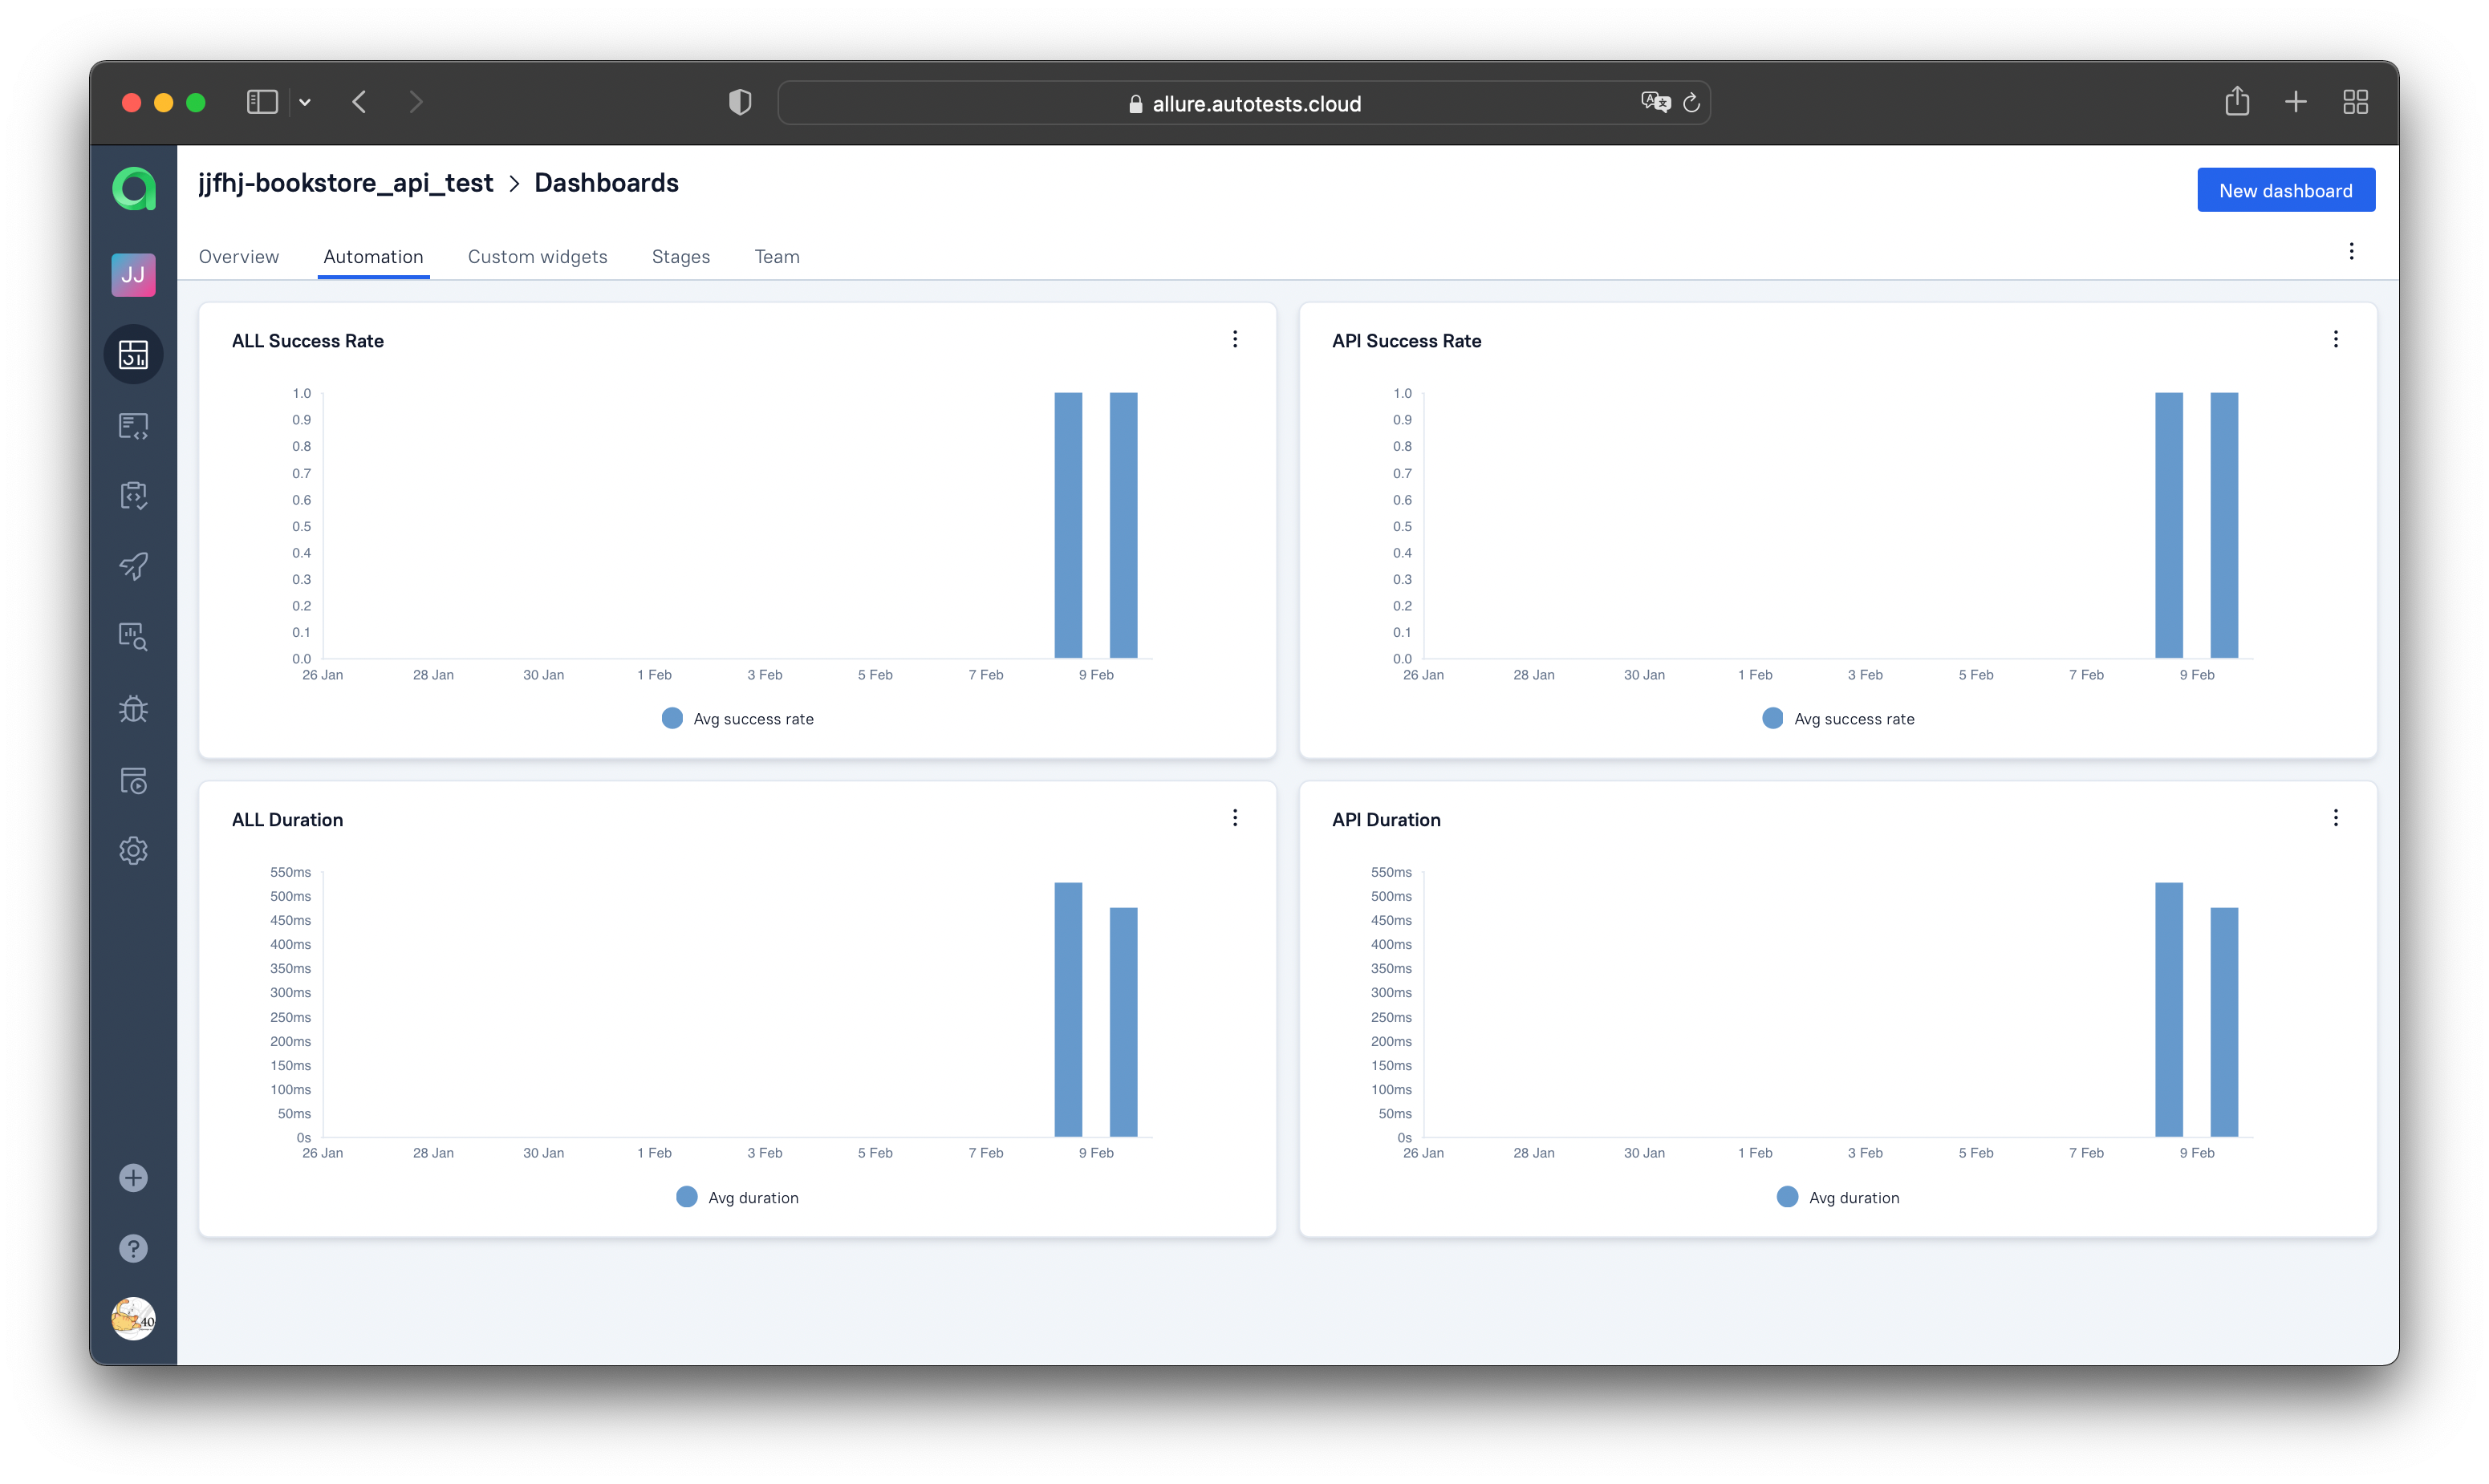 allure.autotests.cloud
jjfhj-bookstore_api_test > Dashboards
New dashboard
JJ
Overview Automation Custom widgets Stages Team
ALL Success Rate
1.0
0.9
0.8
0.7
0.6
0.5
0.4
0.3
0.2
0.1
0.0
26 Jan 28 Jan 30 Jan 1 Feb 3 Feb 5 Feb 7 Feb 9 Feb
Avg success rate
API Success Rate
1.0
0.9
0.8
0.7
0.6
0.5
0.4
0.3
0.2
0.1
0.0
26 Jan 28 Jan 30 Jan 1 Feb 3 Feb 5 Feb 7 Feb 9 Feb
Avg success rate
ALL Duration
550ms
500ms
450ms
400ms
350ms
300ms
250ms
200ms
150ms
100ms
50ms
0s
26 Jan 28 Jan 30 Jan 1 Feb 3 Feb 5 Feb 7 Feb 9 Feb
Avg duration
API Duration
550ms
500ms
450ms
400ms
350ms
300ms
250ms
200ms
150ms
100ms
50ms
0s
26 Jan 28 Jan 30 Jan 1 Feb 3 Feb 5 Feb 7 Feb 9 Feb
Avg duration
40